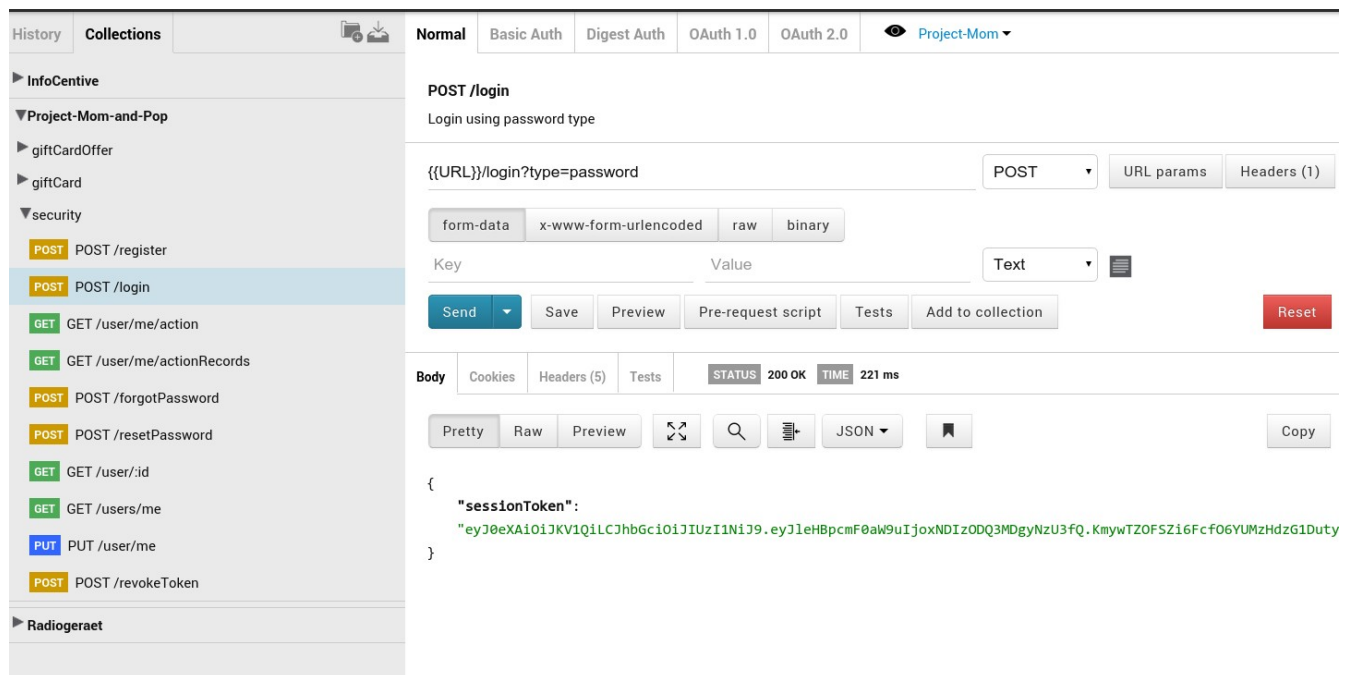 History Collections
InfoCentive
Project-Mom-and-Pop
giftCardOffer
giftCard
security
POST POST /register
POST POST /login
GET GET /user/me/action
GET GET /user/me/actionRecords
POST POST /forgotPassword
POST POST /resetPassword
GET GET /user/:id
GET GET /users/me
PUT PUT /user/me
POST POST /revokeToken
Radiogeraet
Normal Basic Auth Digest Auth OAuth 1.0 OAuth 2.0 Project-Mom
POST /login
Login using password type
{{URL}}/login?type=password POST URL params Headers (1)
form-data x-www-form-urlencoded raw binary
Key Value Text
Send Save Preview Pre-request script Tests Add to collection Reset
Body Cookies Headers (5) Tests STATUS 200 OK TIME 221 ms
Pretty Raw Preview JSON Copy
{
"sessionToken":
"eyJ0eXAiOiJKV1QiLCJhbGciOiJIUzI1NiJ9.eyJleHBpcmF0aW9uIjoxNDIzODQ3MDgyNzU3fQ.KmywTZOFSZi6FcfO6YUMzHdzG1Duty
}